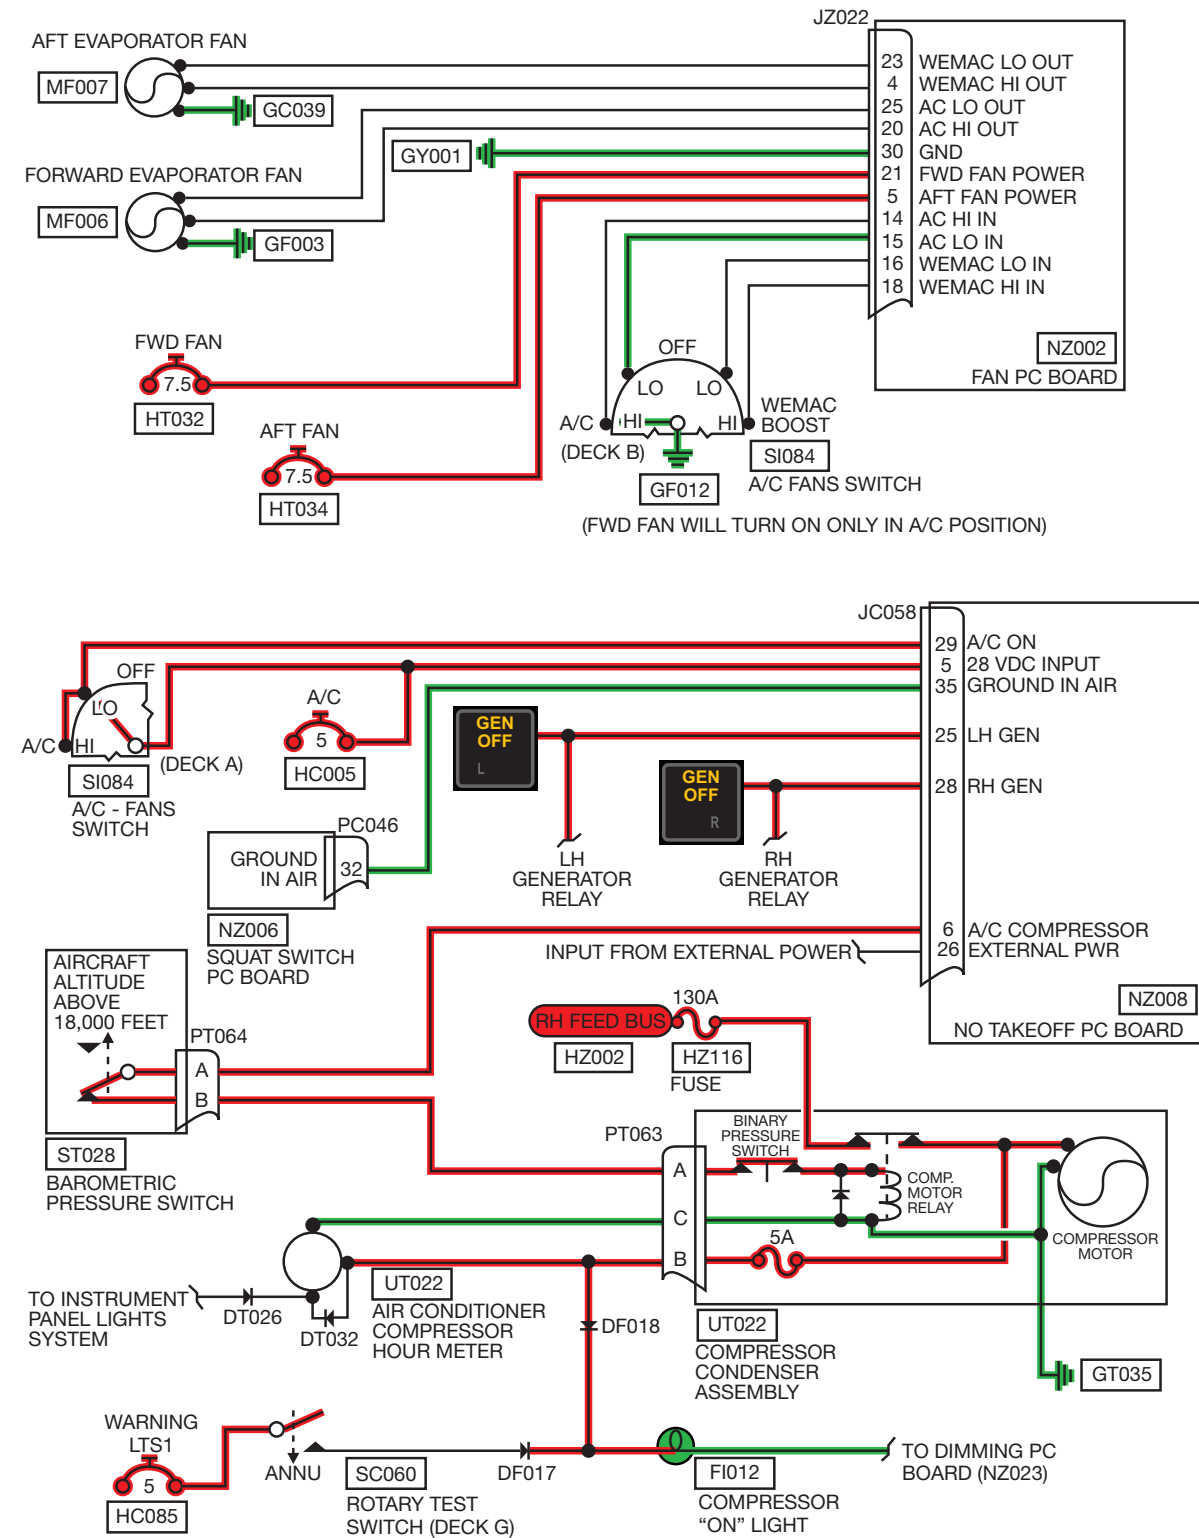 JZ022
AFT EVAPORATOR FAN
MF007
GC039
23 WEMAC LO OUT
4 WEMAC HI OUT
25 AC LO OUT
20 AC HI OUT
30 GND
21 FWD FAN POWER
5 AFT FAN POWER
14 AC HI IN
15 AC LO IN
16 WEMAC LO IN
18 WEMAC HI IN
GY001
FORWARD EVAPORATOR FAN
MF006
GF003
NZ002
FAN PC BOARD
FWD FAN
7.5
HT032
AFT FAN
7.5
HT034
OFF
LO
LO
A/C
HI
HI
WEMAC
BOOST
(DECK B)
SI084
A/C FANS SWITCH
GF012
(FWD FAN WILL TURN ON ONLY IN A/C POSITION)
JC058
29 A/C ON
5 28 VDC INPUT
35 GROUND IN AIR
25 LH GEN
28 RH GEN
6 A/C COMPRESSOR
26 EXTERNAL PWR
NZ008
NO TAKEOFF PC BOARD
OFF
LO
A/C
HI
(DECK A)
SI084
A/C - FANS
SWITCH
A/C
5
HC005
GEN
OFF
L
GEN
OFF
R
LH
GENERATOR
RELAY
RH
GENERATOR
RELAY
PC046
GROUND
IN AIR
32
NZ006
SQUAT SWITCH
PC BOARD
INPUT FROM EXTERNAL POWER
AIRCRAFT
ALTITUDE
ABOVE
18,000 FEET
PT064
A
B
ST028
BAROMETRIC
PRESSURE SWITCH
130A
RH FEED BUS
HZ002
HZ116
FUSE
PT063
A
C
B
BINARY
PRESSURE
SWITCH
COMP.
MOTOR
RELAY
COMPRESSOR
MOTOR
5A
UT022
COMPRESSOR
CONDENSER
ASSEMBLY
GT035
TO INSTRUMENT
PANEL LIGHTS
SYSTEM
DT026
DT032
UT022
AIR CONDITIONER
COMPRESSOR
HOUR METER
DF018
WARNING
LTS1
5
HC085
ANNU
SC060
ROTARY TEST
SWITCH (DECK G)
DF017
FI012
COMPRESSOR
“ON” LIGHT
TO DIMMING PC
BOARD (NZ023)